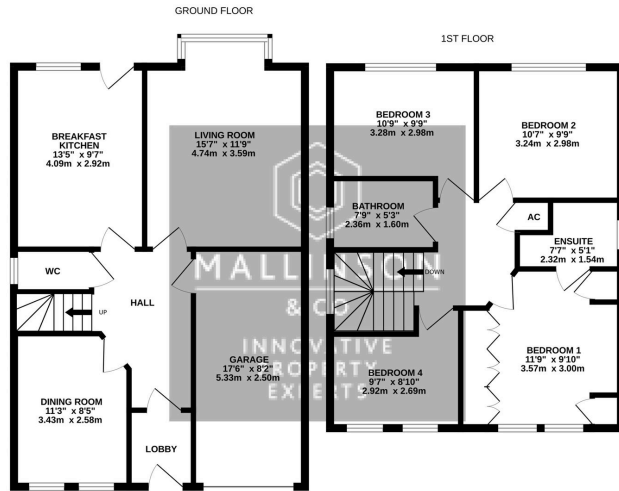 GROUND FLOOR
BREAKFAST
KITCHEN
13'5" x 9'7"
4.09m x 2.92m
LIVING ROOM
15'7" x 11'9"
4.74m x 3.59m
WC
HALL
UP
GARAGE
17'6" x 8'2"
5.33m x 2.50m
DINING ROOM
11'3" x 8'5"
3.43m x 2.58m
LOBBY
1ST FLOOR
BEDROOM 3
10'9" x 9'9"
3.28m x 2.98m
BEDROOM 2
10'7" x 9'9"
3.24m x 2.98m
BATHROOM
7'9" x 5'3"
2.36m x 1.60m
AC
ENSUITE
7'7" x 5'1"
2.32m x 1.54m
DOWN
BEDROOM 1
11'9" x 9'10"
3.57m x 3.00m
BEDROOM 4
9'7" x 8'10"
2.92m x 2.69m
MALLINSON
& CO
INNOVATIVE
PROPERTY
EXPERTS